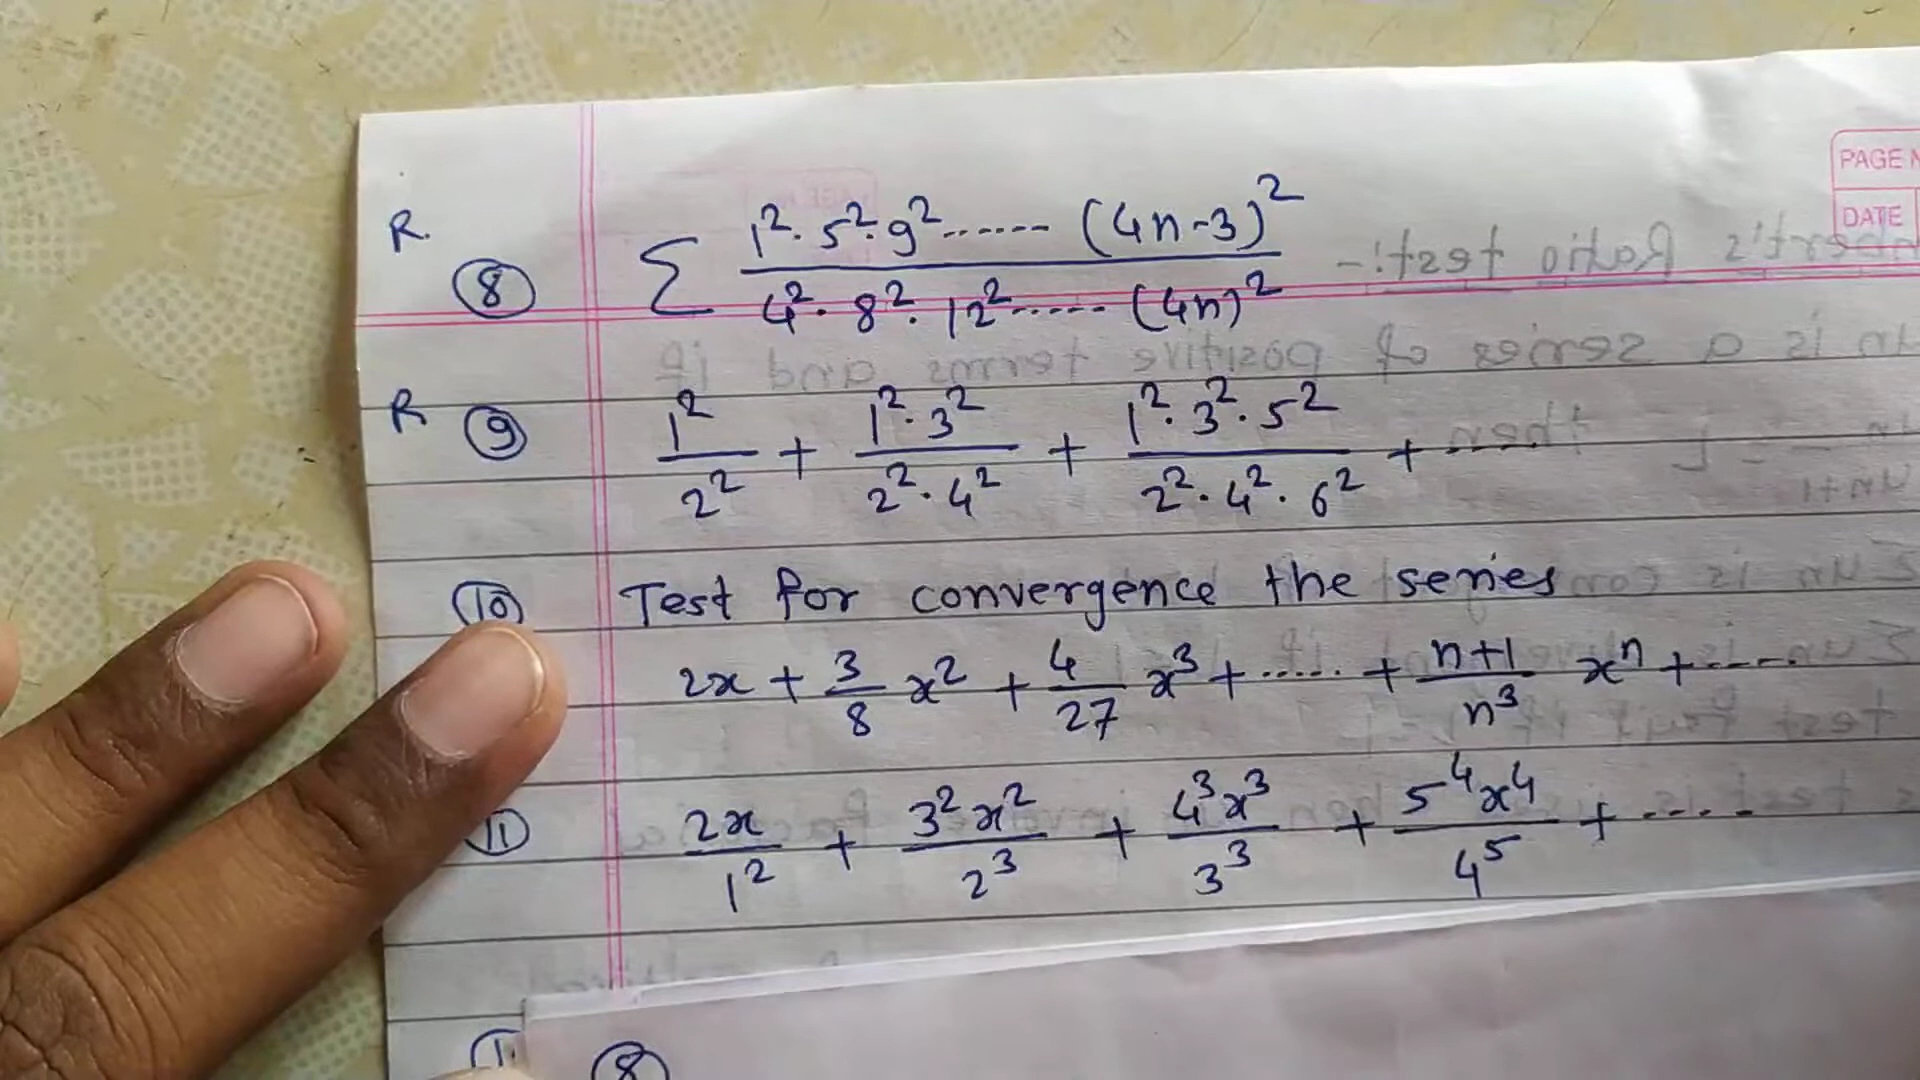 PAGE N
DATE
R. ⑧ Σ 1²·5²·9²......(4n-3)² / 4²·8²·12².....(4n)²
R ⑨ 1²/2² + 1²·3²/2²·4² + 1²·3²·5²/2²·4²·6² + ......
⑩ Test for convergence the series
2x + 3/8 x² + 4/27 x³ + ..... + n+1/n³ xⁿ + .....
⑪ 2x/1² + 3²x²/2³ + 4³x³/3³ + 5⁴x⁴/4⁵ + .....
⑧